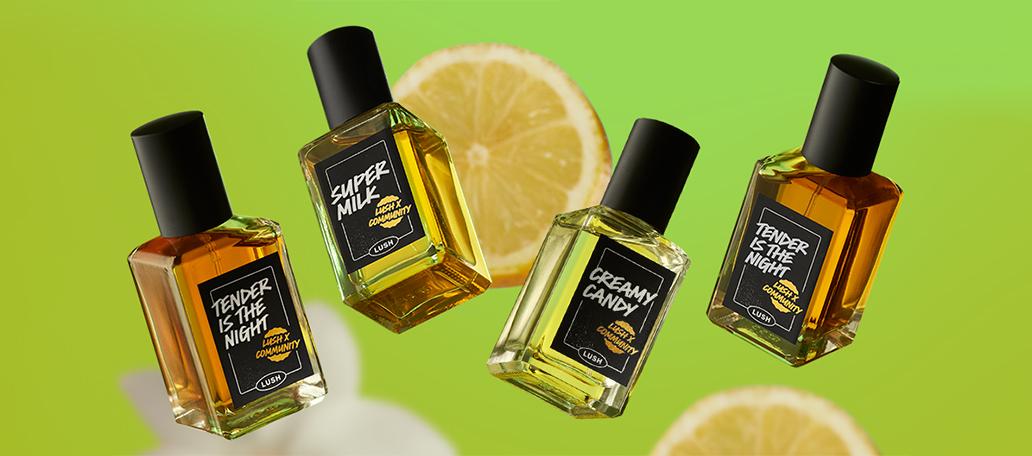 TENDER
IS THE
NIGHT
LUSH X
COMMUNITY
LUSH
SUPER
MILK
LUSH X
COMMUNITY
LUSH
CREAMY
CANDY
LUSH X
COMMUNITY
LUSH
TENDER
IS THE
NIGHT
LUSH X
COMMUNITY
LUSH